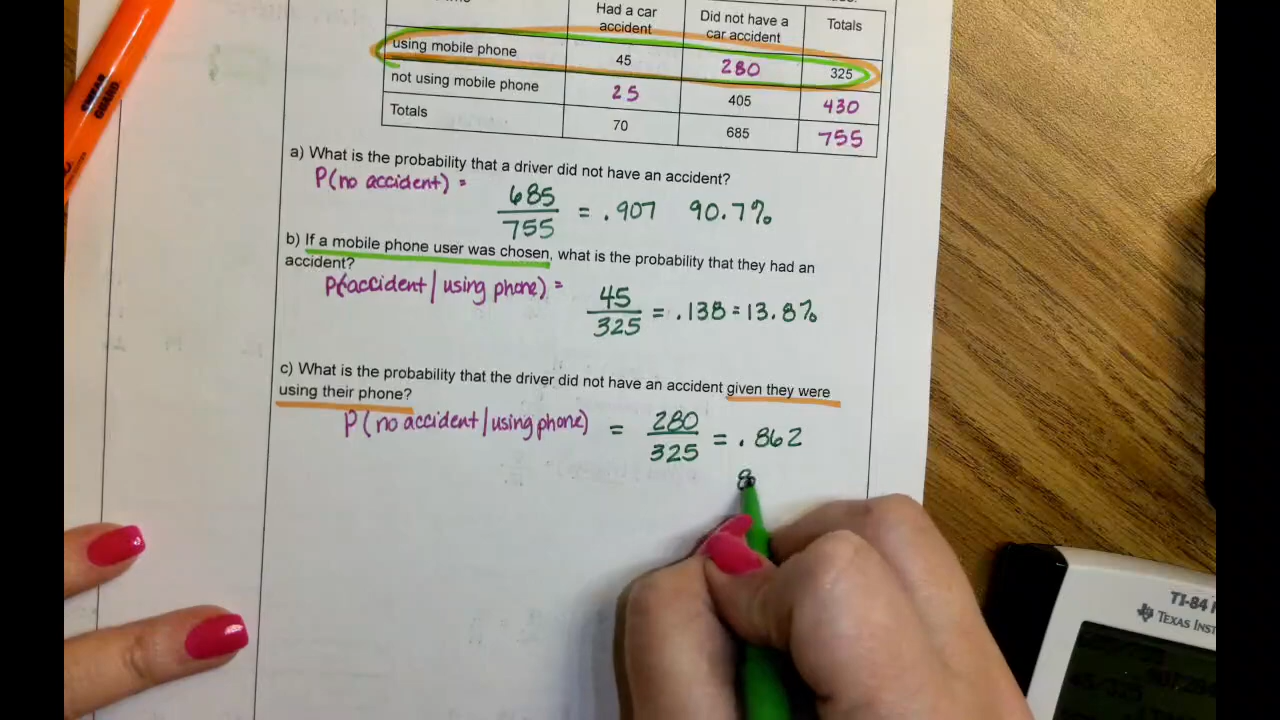 Had a car accident
Did not have a car accident
Totals
using mobile phone 45 280 325
not using mobile phone 25 405 430
Totals 70 685 755
a) What is the probability that a driver did not have an accident?
P(no accident) = 685/755 = .907 90.7%
b) If a mobile phone user was chosen, what is the probability that they had an
accident?
P(accident | using phone) = 45/325 = .138 = 13.8%
c) What is the probability that the driver did not have an accident given they were
using their phone?
P(no accident | using phone) = 280/325 = .862
8
TI-84
TEXAS INST
GUARD